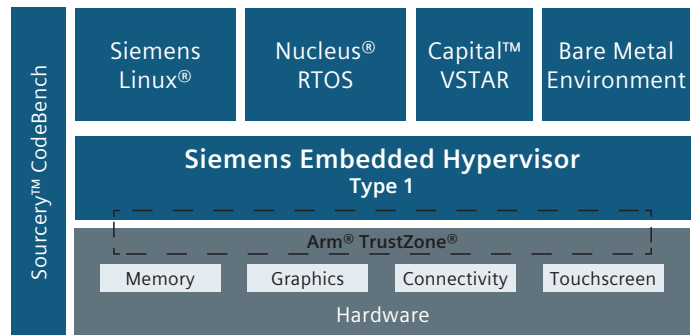 Sourcery™ CodeBench
Siemens
Linux®
Nucleus®
RTOS
Capital™
VSTAR
Bare Metal
Environment
Siemens Embedded Hypervisor
Type 1
Arm® TrustZone®
Memory
Graphics
Connectivity
Touchscreen
Hardware